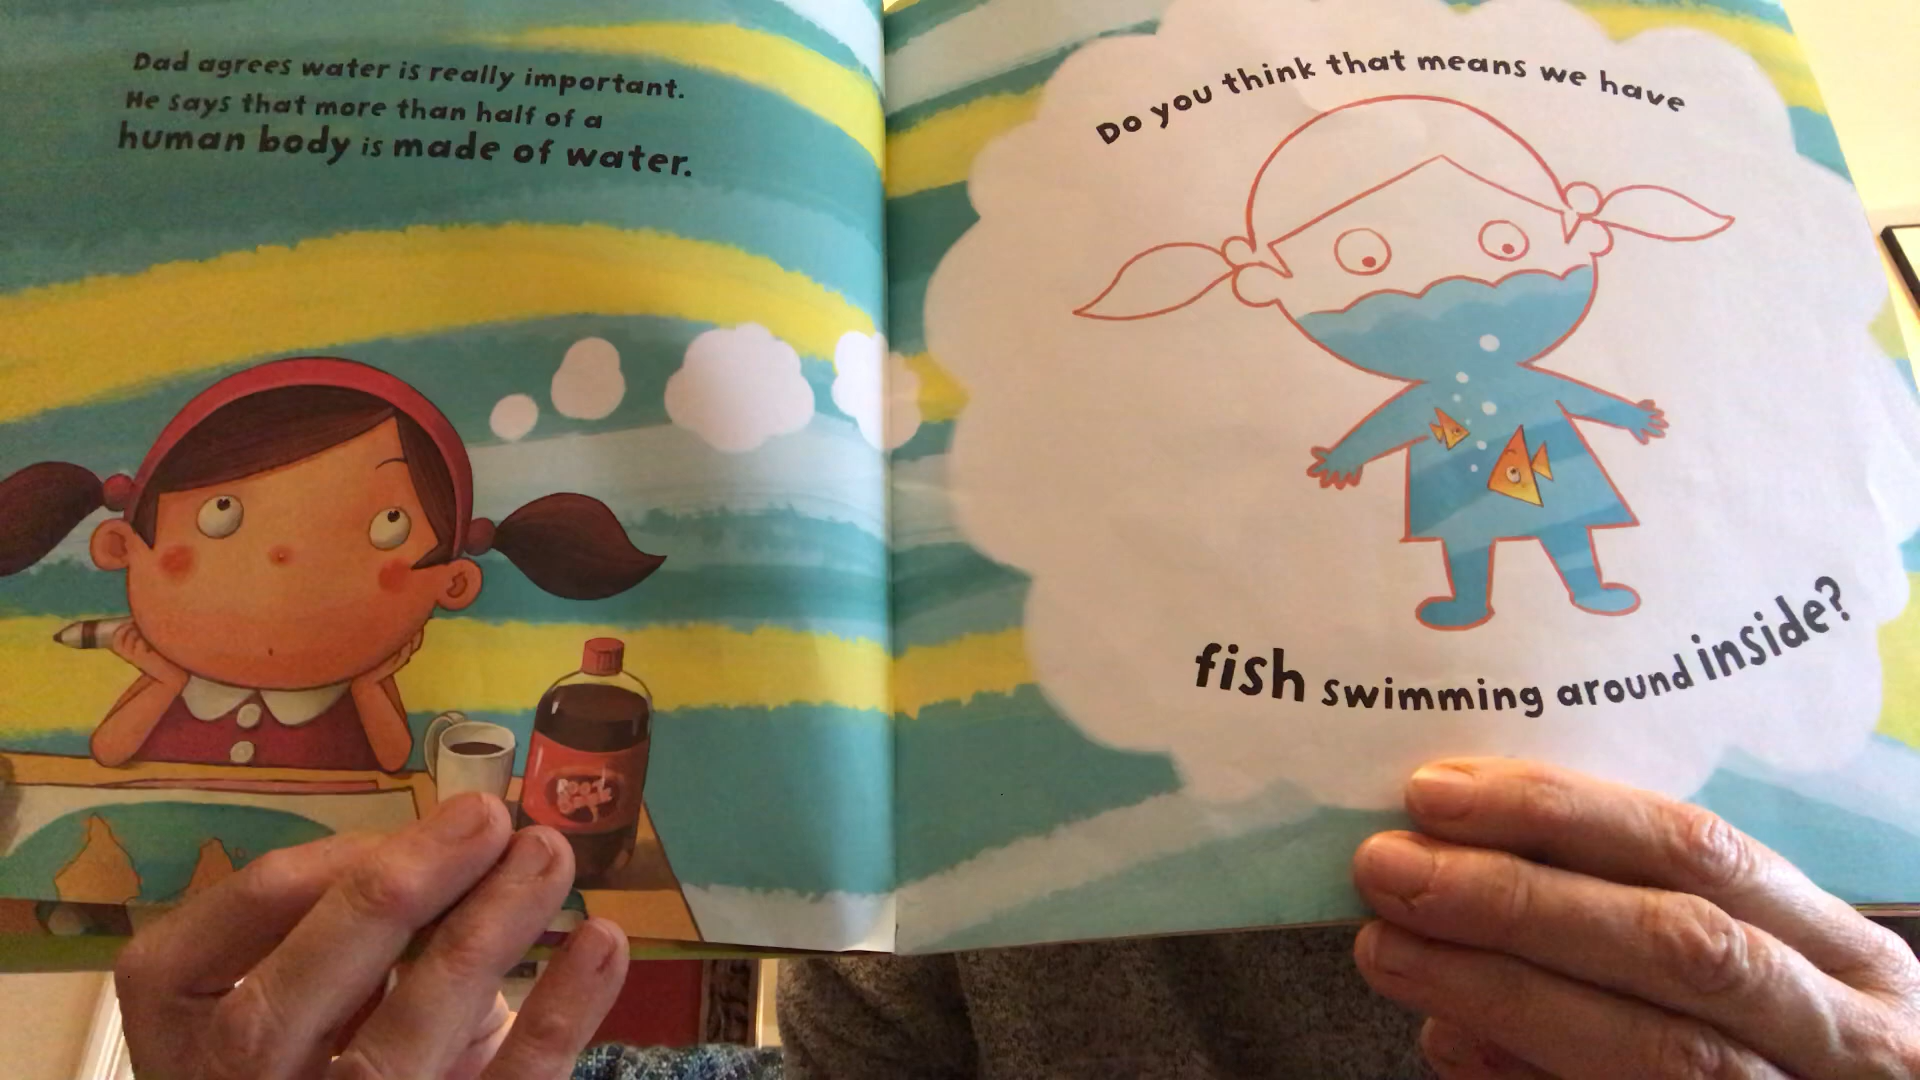 Dad agrees water is really important.
He says that more than half of a
human body is made of water.
Do you think that means we have
fish swimming around inside?